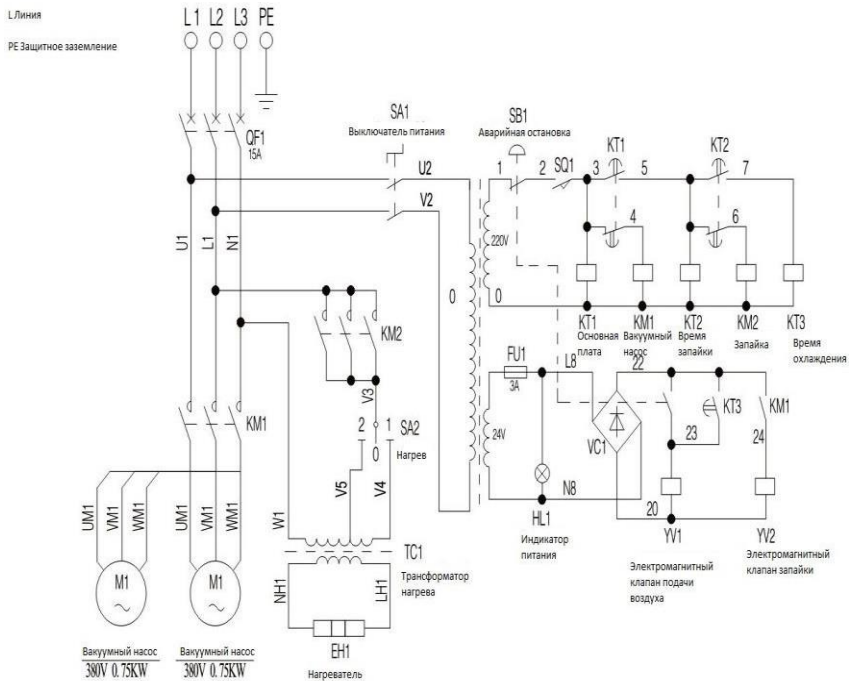 L Линия
L1 L2 L3 PE
PE Защитное заземление
QF1
15A
SA1
Выключатель питания
SB1
Аварийная остановка
U2
V2
1
2
SQ1
3
KT1
5
KT2
7
4
6
U1
L1
N1
0
220V
0
KT1
KM1
KT2
KM2
KT3
Основная плата
Вакуумный насос
Время запайки
Запайка
Время охлаждения
KM2
V3
2
1
0
SA2
Нагрев
FU1
3A
L8
22
24V
VC1
KT3
KM1
23
24
N8
20
HL1
Индикатор питания
YV1
Электромагнитный клапан подачи воздуха
YV2
Электромагнитный клапан запайки
KM1
V5
V4
W1
TC1
Трансформатор нагрева
NH1
LH1
EH1
Нагреватель
UM1
VM1
WM1
UM1
VM1
WM1
M1
~
M1
~
Вакуумный насос
380V 0.75KW
Вакуумный насос
380V 0.75KW